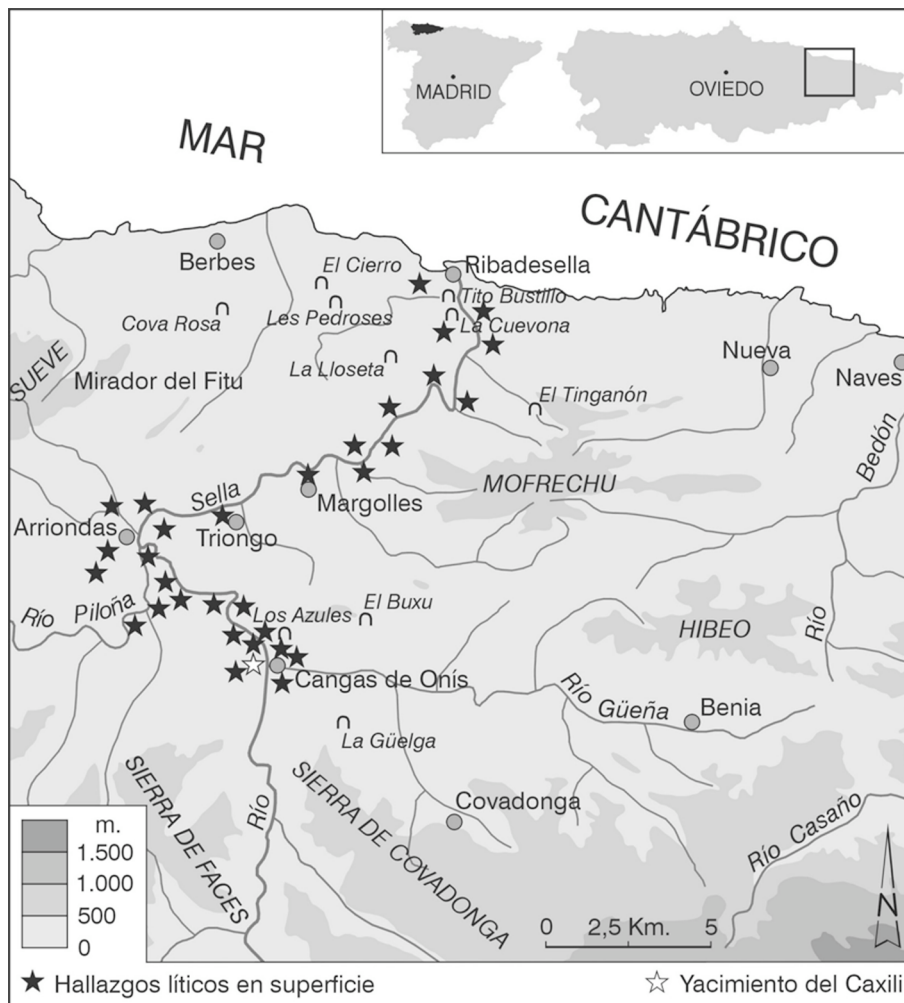 MADRID
OVIEDO
MAR
CANTÁBRICO
Berbes
El Cierro
Ribadesella
Tito Bustillo
Cova Rosa
Les Pedroses
La Cuevona
SUEVE
Mirador del Fitu
La Lloseta
Nueva
Naves
El Tinganón
Bedón
Río
Sella
Margolles
MOFRECHU
Arriondas
Triongo
Río Piloña
Los Azules
El Buxu
HIBEO
Cangas de Onís
Río Güeña
Benia
La Güelga
SIERRA DE FACES
Río
SIERRA DE COVADONGA
Covadonga
Río Casaño
m.
1.500
1.000
500
0
0 2,5 Km. 5
N
Hallazgos líticos en superficie
Yacimiento del Caxili